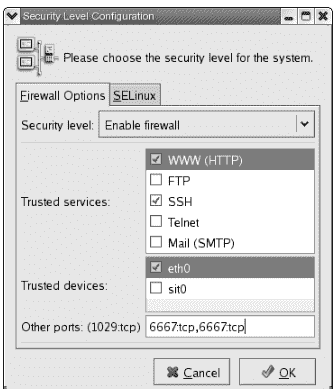 Security Level Configuration
Please choose the security level for the system.
Firewall Options SELinux
Security level: Enable firewall
Trusted services:
WWW (HTTP)
FTP
SSH
Telnet
Mail (SMTP)
Trusted devices:
eth0
sit0
Other ports: (1029:tcp) 6667:tcp,6667:tcp
Cancel OK